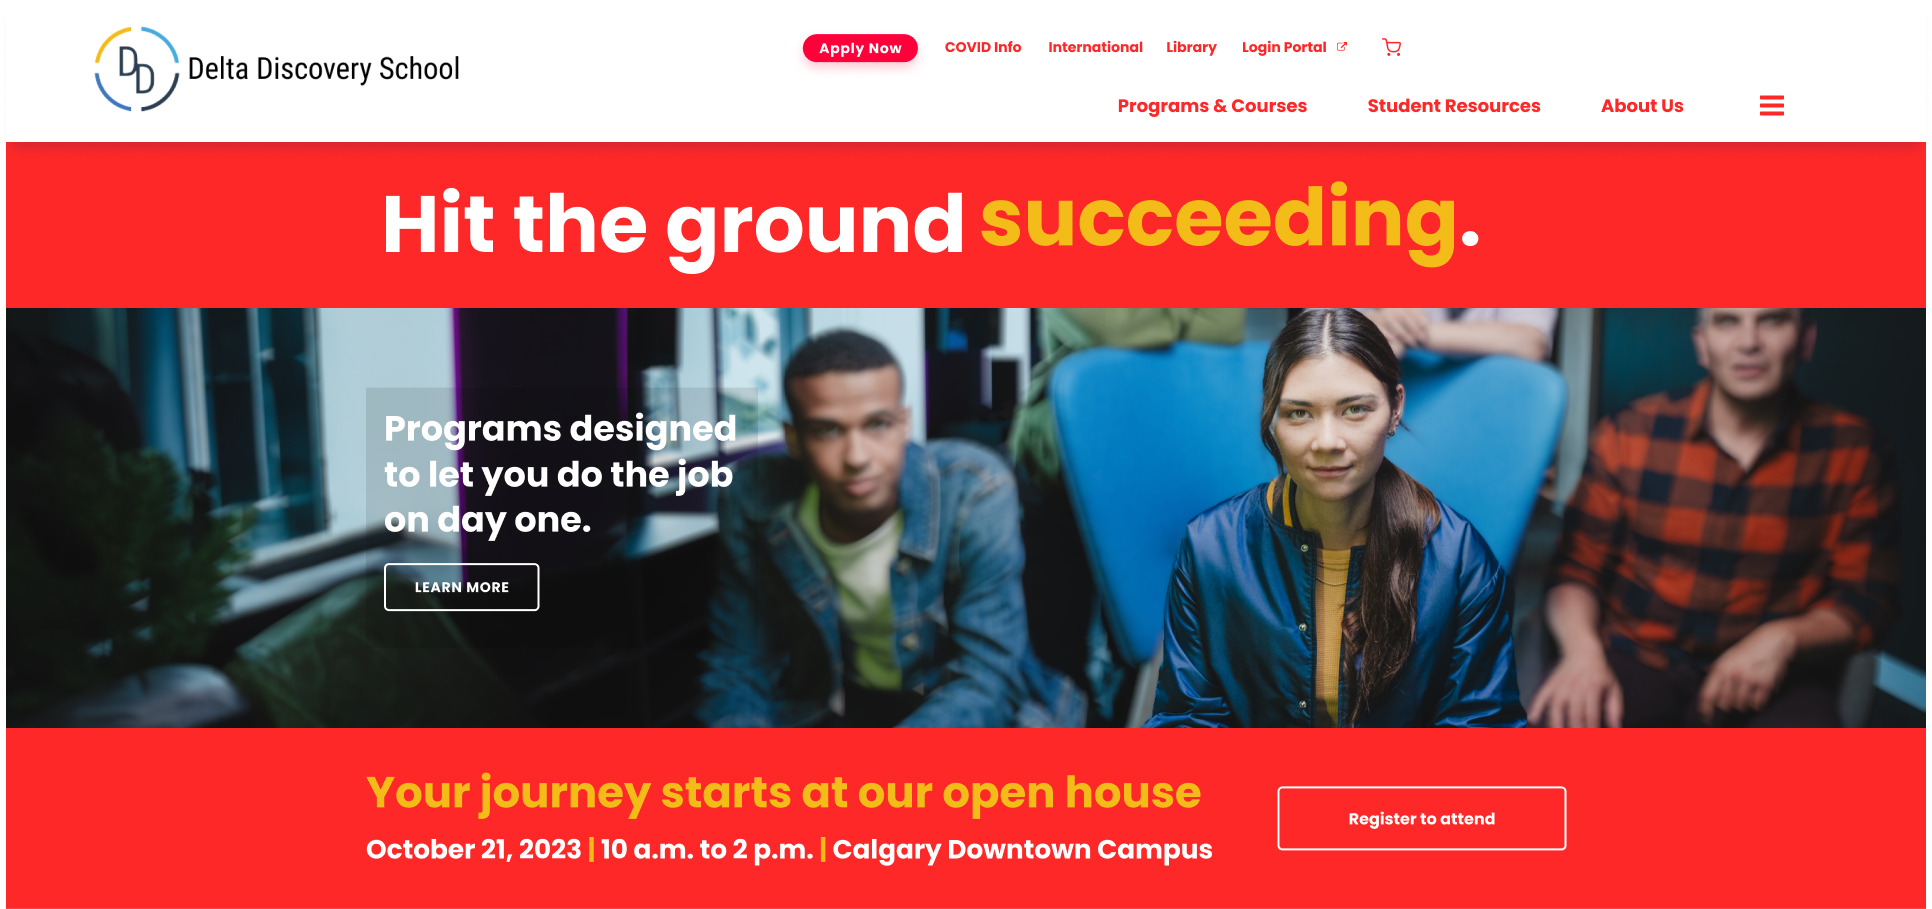 DD Delta Discovery School
Apply Now COVID Info International Library Login Portal
Programs & Courses Student Resources About Us
Hit the ground succeeding.
Programs designed
to let you do the job
on day one.
LEARN MORE
Your journey starts at our open house
October 21, 2023 | 10 a.m. to 2 p.m. | Calgary Downtown Campus
Register to attend